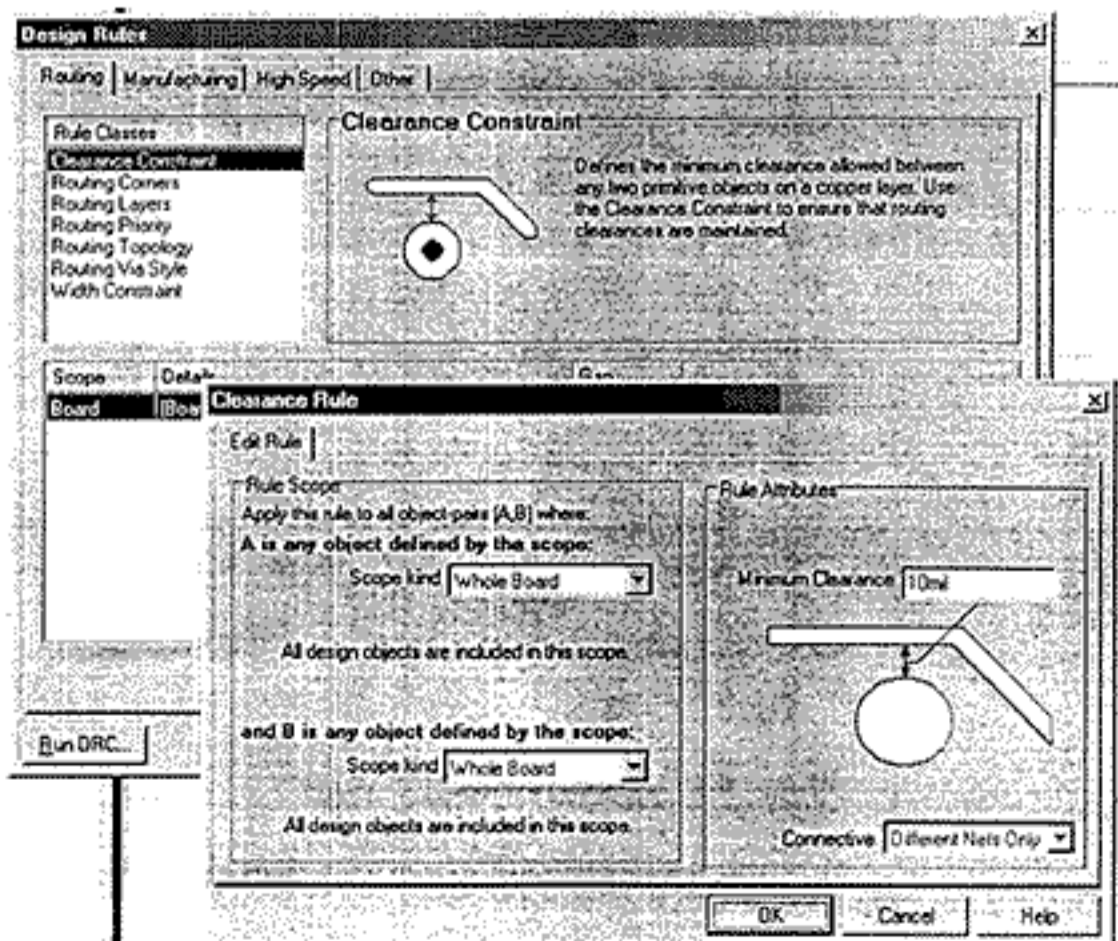 Design Rules
Routing Manufacturing High Speed Other
Rule Classes
Clearance Constraint
Routing Corners
Routing Layers
Routing Priority
Routing Topology
Routing Via Style
Width Constraint
Clearance Constraint
Defines the minimum clearance allowed between
any two primitive objects on a copper layer. Use
the Clearance Constraint to ensure that routing
clearances are maintained.
Scope Details Gap
Board (Boar
Run DRC...
Clearance Rule
Edit Rule
Rule Scope
Apply this rule to all object-pairs (A,B) where:
A is any object defined by the scope:
Scope kind Whole Board
All design objects are included in this scope.
and B is any object defined by the scope:
Scope kind Whole Board
All design objects are included in this scope.
Rule Attributes
Minimum Clearance 10mil
Connective Different Nets Only
OK Cancel Help